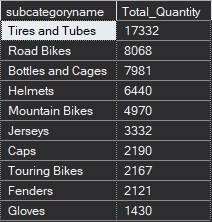 subcategoryname Total_Quantity
Tires and Tubes 17332
Road Bikes 8068
Bottles and Cages 7981
Helmets 6440
Mountain Bikes 4970
Jerseys 3332
Caps 2190
Touring Bikes 2167
Fenders 2121
Gloves 1430